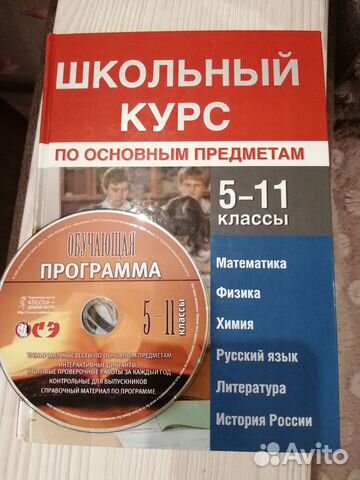 ШКОЛЬНЫЙ
КУРС
ПО ОСНОВНЫМ ПРЕДМЕТАМ
5-11
КЛАССЫ
Математика
Физика
Химия
Русский язык
Литература
История России
ОБУЧАЮЩАЯ
ПРОГРАММА
5-11
КЛАССЫ
ТРЕНИРОВОЧНЫЕ ТЕСТЫ ПО ОСНОВНЫМ ПРЕДМЕТАМ
ИНТЕРАКТИВНЫЕ ДИКТАНТЫ,
ИТОГОВЫЕ ПРОВЕРОЧНЫЕ РАБОТЫ ЗА КАЖДЫЙ ГОД
КОНТРОЛЬНЫЕ ДЛЯ ВЫПУСКНИКОВ
СПРАВОЧНЫЙ МАТЕРИАЛ ПО ПРОГРАММЕ
Avito